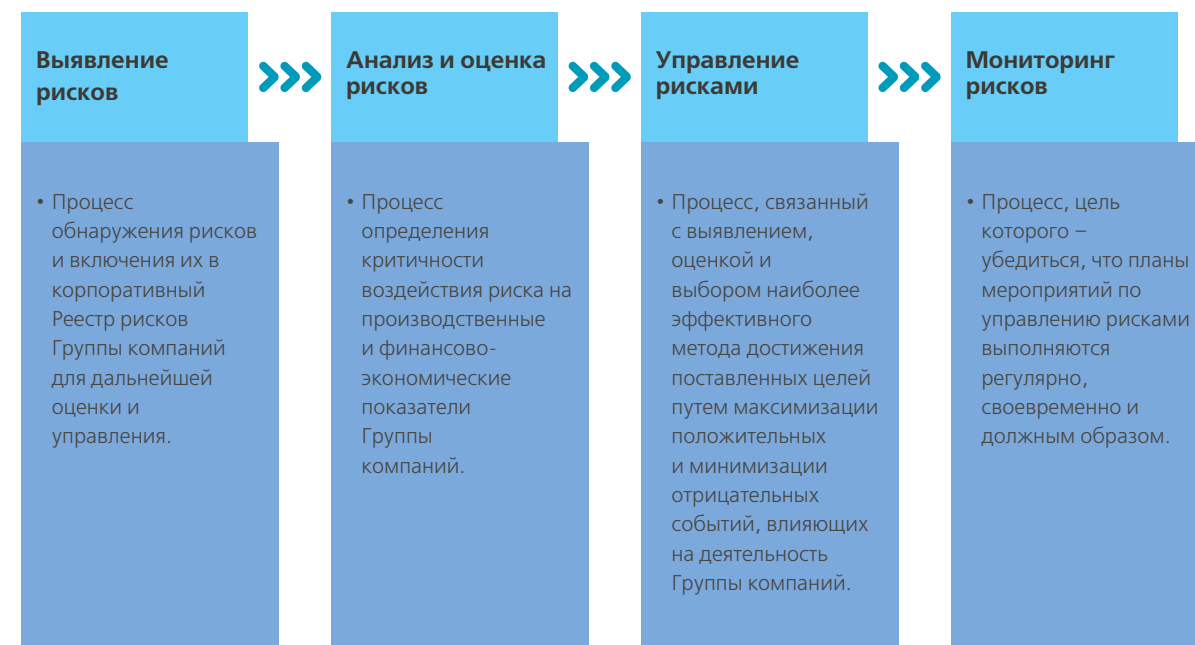 Выявление
рисков
• Процесс
обнаружения рисков
и включения их в
корпоративный
Реестр рисков
Группы компаний
для дальнейшей
оценки и
управления.
Анализ и оценка
рисков
• Процесс
определения
критичности
воздействия риска на
производственные
и финансово-
экономические
показатели
Группы
компаний.
Управление
рисками
• Процесс, связанный
с выявлением,
оценкой и
выбором наиболее
эффективного
метода достижения
поставленных целей
путем максимизации
положительных
и минимизации
отрицательных
событий, влияющих
на деятельность
Группы компаний.
Мониторинг
рисков
• Процесс, цель
которого –
убедиться, что планы
мероприятий по
управлению рисками
выполняются
регулярно,
своевременно и
должным образом.